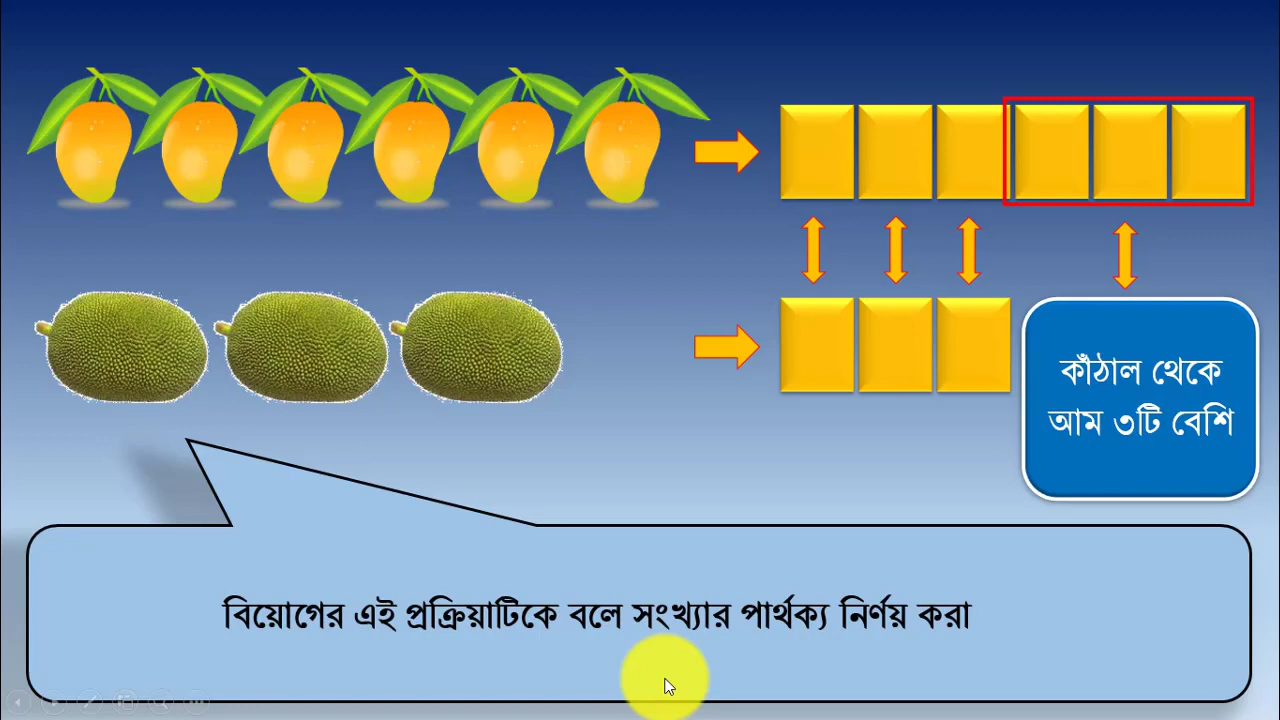 কাঁঠাল থেকে
আম ৩টি বেশি
বিয়োগের এই প্রক্রিয়াটিকে বলে সংখ্যার পার্থক্য নির্ণয় করা